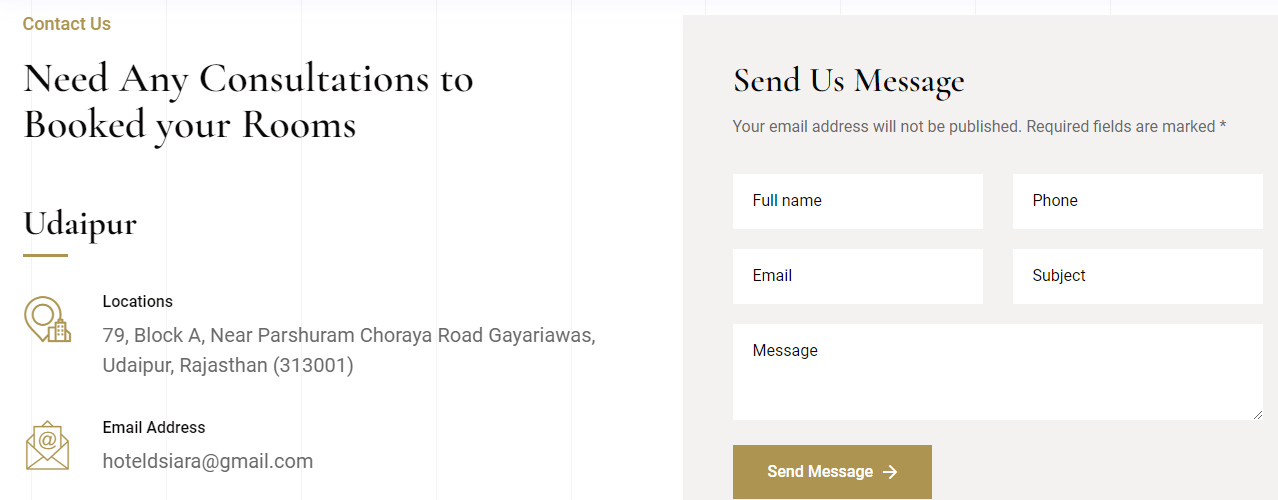 Contact Us
Need Any Consultations to
Booked your Rooms
Udaipur
Locations
79, Block A, Near Parshuram Choraya Road Gayariawas,
Udaipur, Rajasthan (313001)
Email Address
hoteldsiara@gmail.com
Send Us Message
Your email address will not be published. Required fields are marked *
Full name
Phone
Email
Subject
Message
Send Message